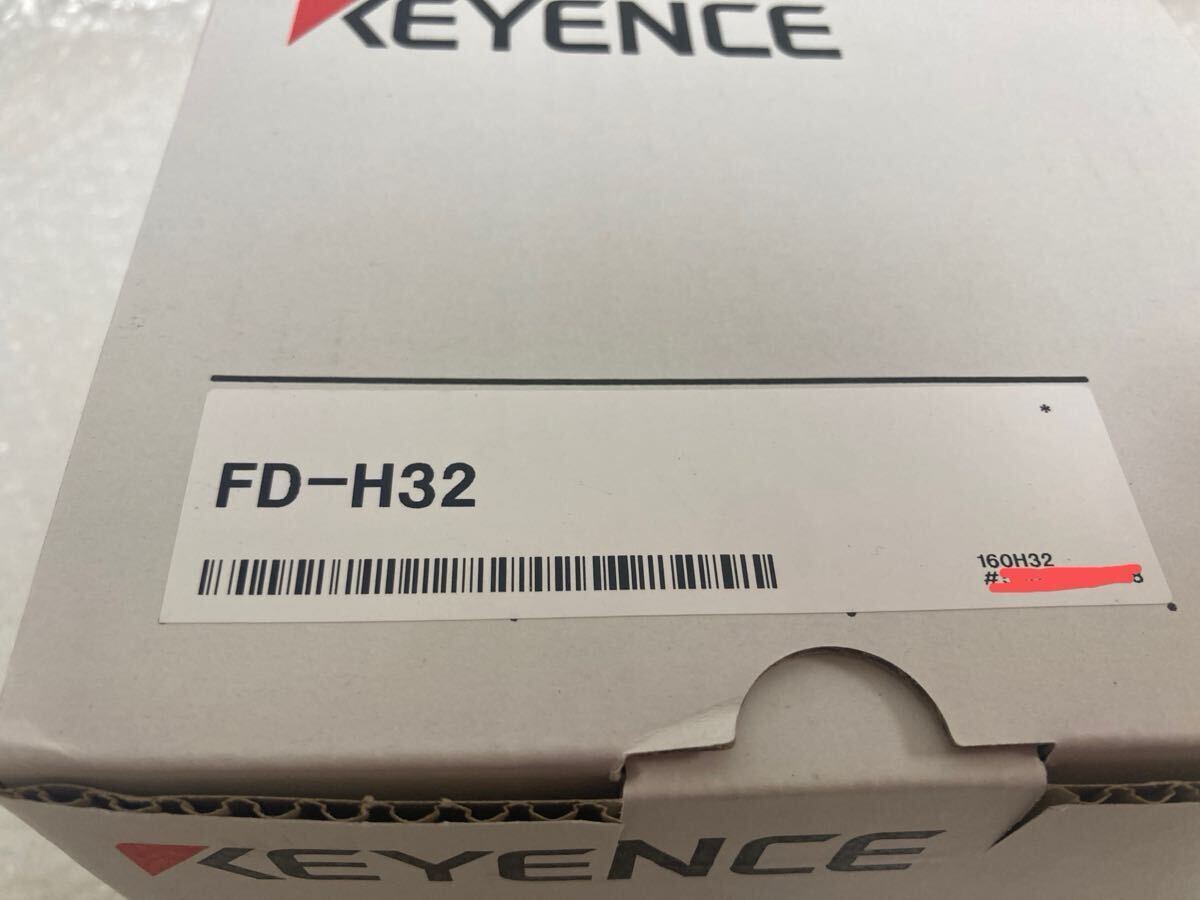 KEYENCE
*
FD-H32
160H32
#
KEYENCE